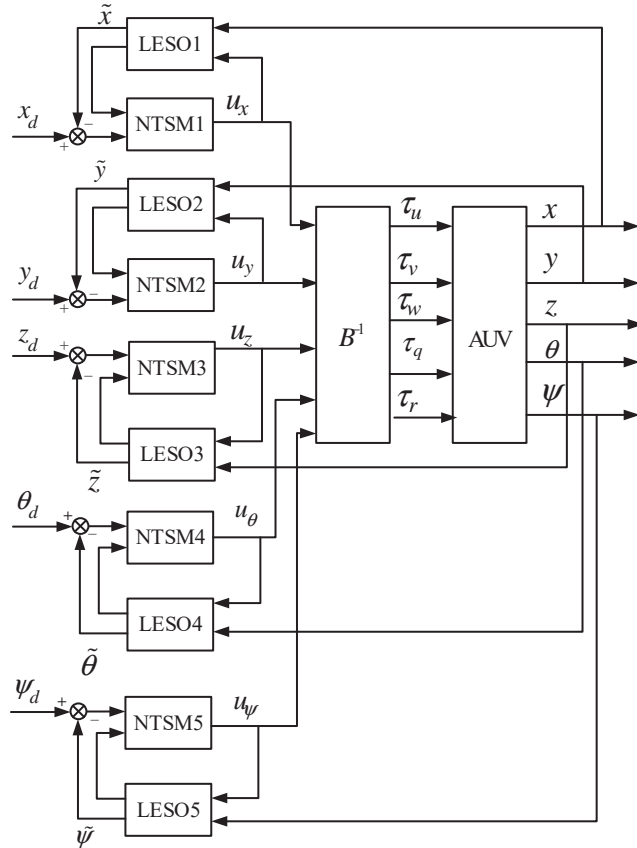 x̃
LESO1
x_d
+
−
NTSM1
u_x
ỹ
LESO2
y_d
+
−
NTSM2
u_y
z_d
+
−
NTSM3
u_z
LESO3
z̃
θ_d
+
−
NTSM4
u_θ
LESO4
θ̃
ψ_d
+
−
NTSM5
u_ψ
LESO5
ψ̃
B⁻¹
τ_u
τ_v
τ_w
τ_q
τ_r
AUV
x
y
z
θ
ψ